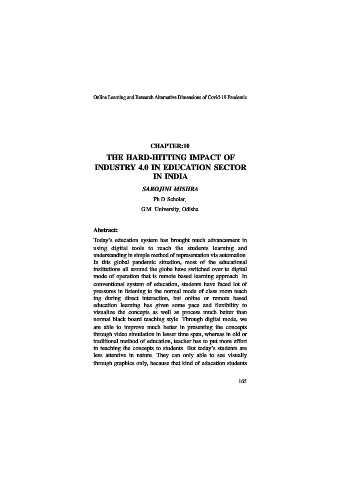 Online Learning and Research Alternative Dimensions of Covid-19 Pandemic
CHAPTER:10
THE HARD-HITTING IMPACT OF
INDUSTRY 4.0 IN EDUCATION SECTOR
IN INDIA
SAROJINI MISHRA
Ph D Scholar,
G.M. University, Odisha
Abstract:
Today's education system has brought much advancement in
using digital tools to reach the students learning and
understanding in simple method of representation via automation.
In this global pandemic situation, most of the educational
institutions all around the globe have switched over to digital
mode of operation that is remote based learning approach. In
conventional system of education, students have faced lot of
pressures in listening to the normal mode of class room teach
ing during direct interaction, but online or remote based
education learning has given some pace and flexibility to
visualize the concepts as well as process much better than
normal black board teaching style. Through digital mode, we
are able to improve much better in presenting the concepts
through video simulation in lesser time span, whereas in old or
traditional method of education, teacher has to put more effort
in teaching the concepts to students. But today's students are
less attentive in nature. They can only able to see visually
through graphics only, because that kind of education students